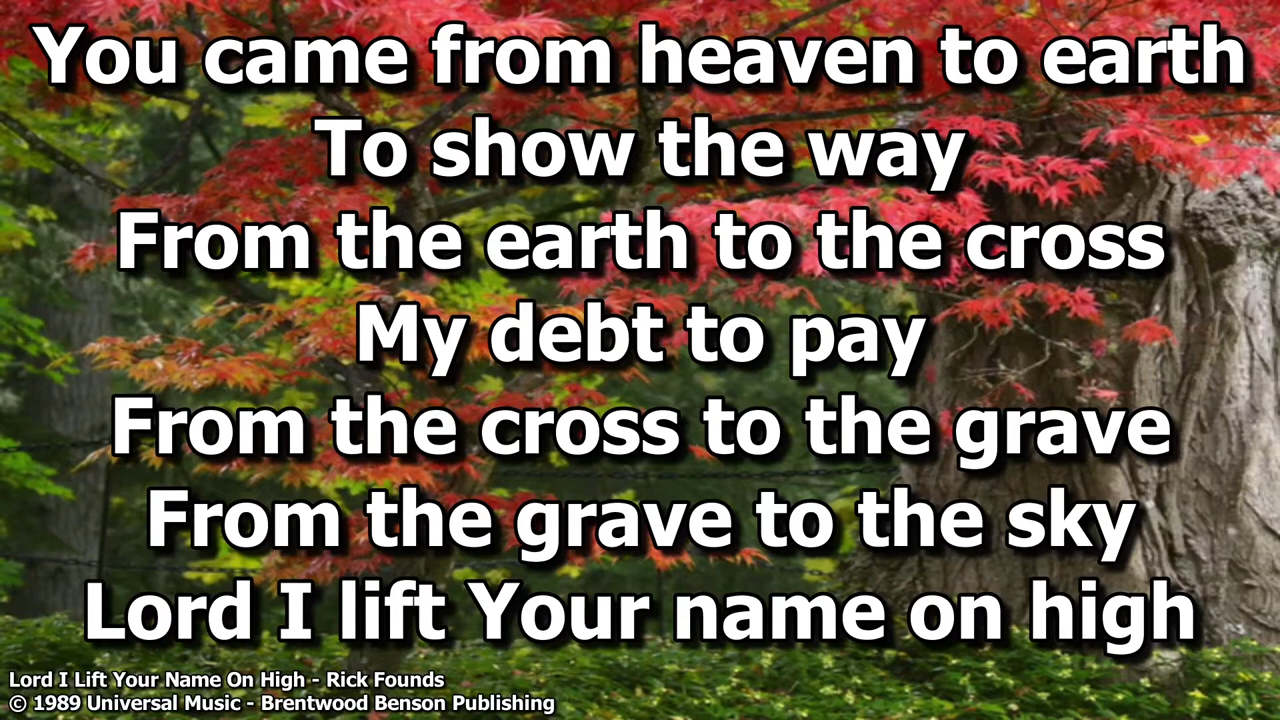 You came from heaven to earth
To show the way
From the earth to the cross
My debt to pay
From the cross to the grave
From the grave to the sky
Lord I lift Your name on high
Lord I Lift Your Name On High - Rick Founds
© 1989 Universal Music - Brentwood Benson Publishing